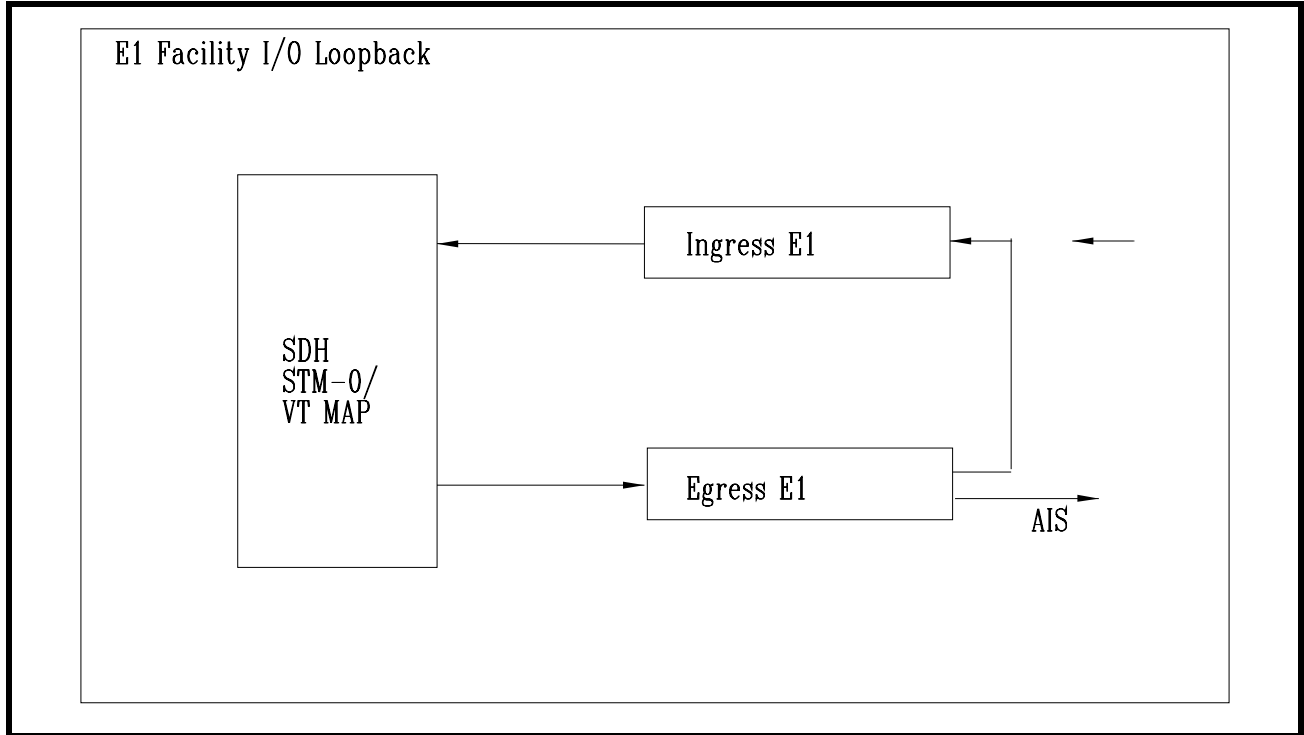 E1 Facility I/O Loopback
Ingress E1
SDH
STM-0/
VT MAP
Egress E1
AIS